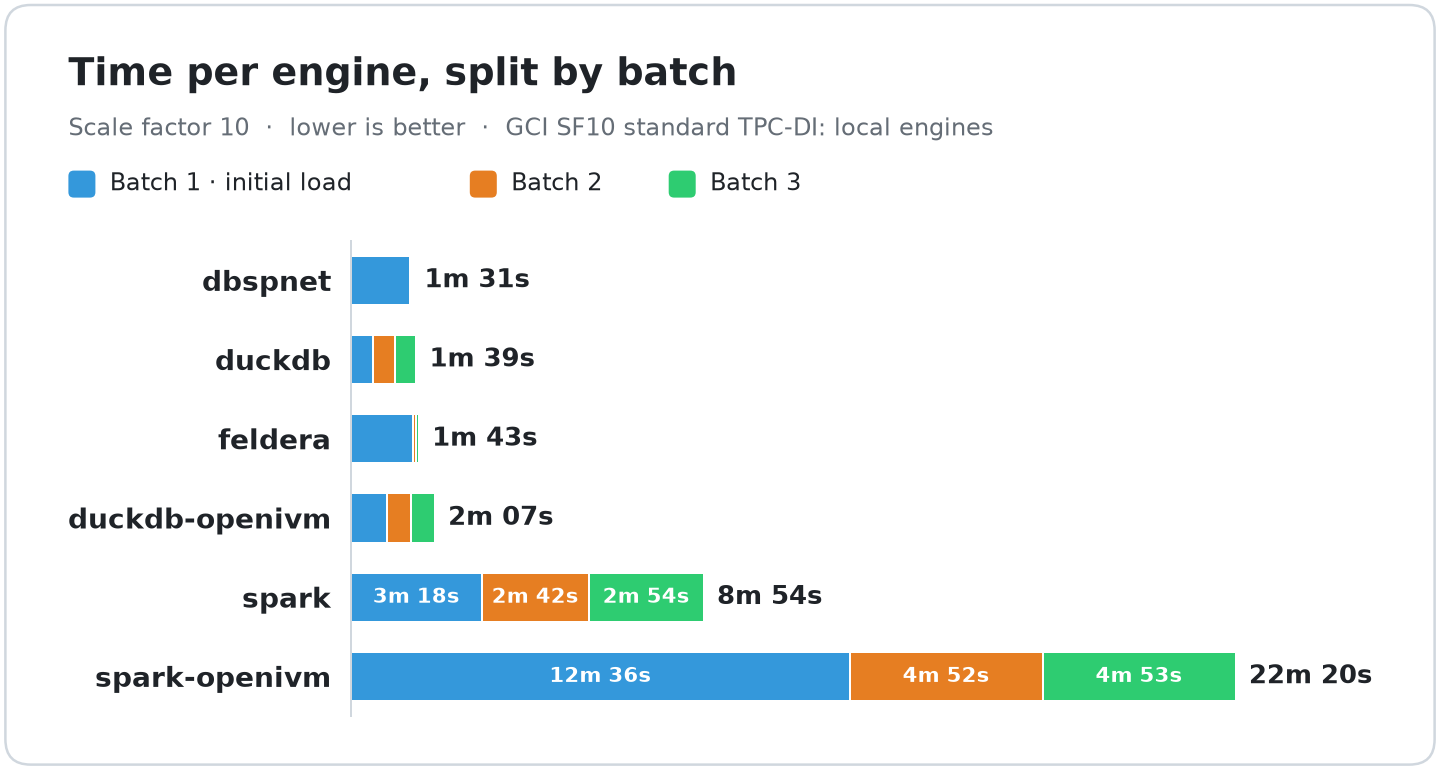 Time per engine, split by batch
Scale factor 10 · lower is better · GCI SF10 standard TPC-DI: local engines
Batch 1 · initial load Batch 2 Batch 3
dbspnet 1m 31s
duckdb 1m 39s
feldera 1m 43s
duckdb-openivm 2m 07s
spark 3m 18s 2m 42s 2m 54s 8m 54s
spark-openivm 12m 36s 4m 52s 4m 53s 22m 20s